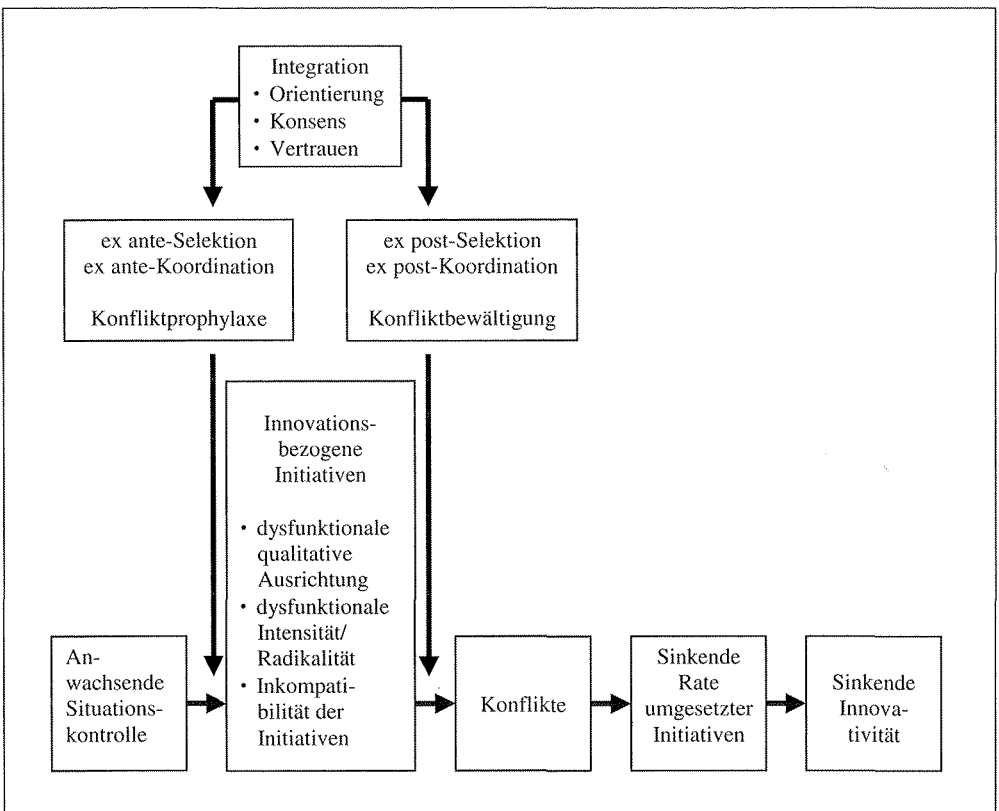 Integration
• Orientierung
• Konsens
• Vertrauen
ex ante-Selektion
ex ante-Koordination
Konfliktprophylaxe
ex post-Selektion
ex post-Koordination
Konfliktbewältigung
Innovations-
bezogene
Initiativen
• dysfunktionale
qualitative
Ausrichtung
• dysfunktionale
Intensität/
Radikalität
• Inkompati-
bilität der
Initiativen
An-
wachsende
Situations-
kontrolle
Konflikte
Sinkende
Rate
umgesetzter
Initiativen
Sinkende
Innova-
tivität